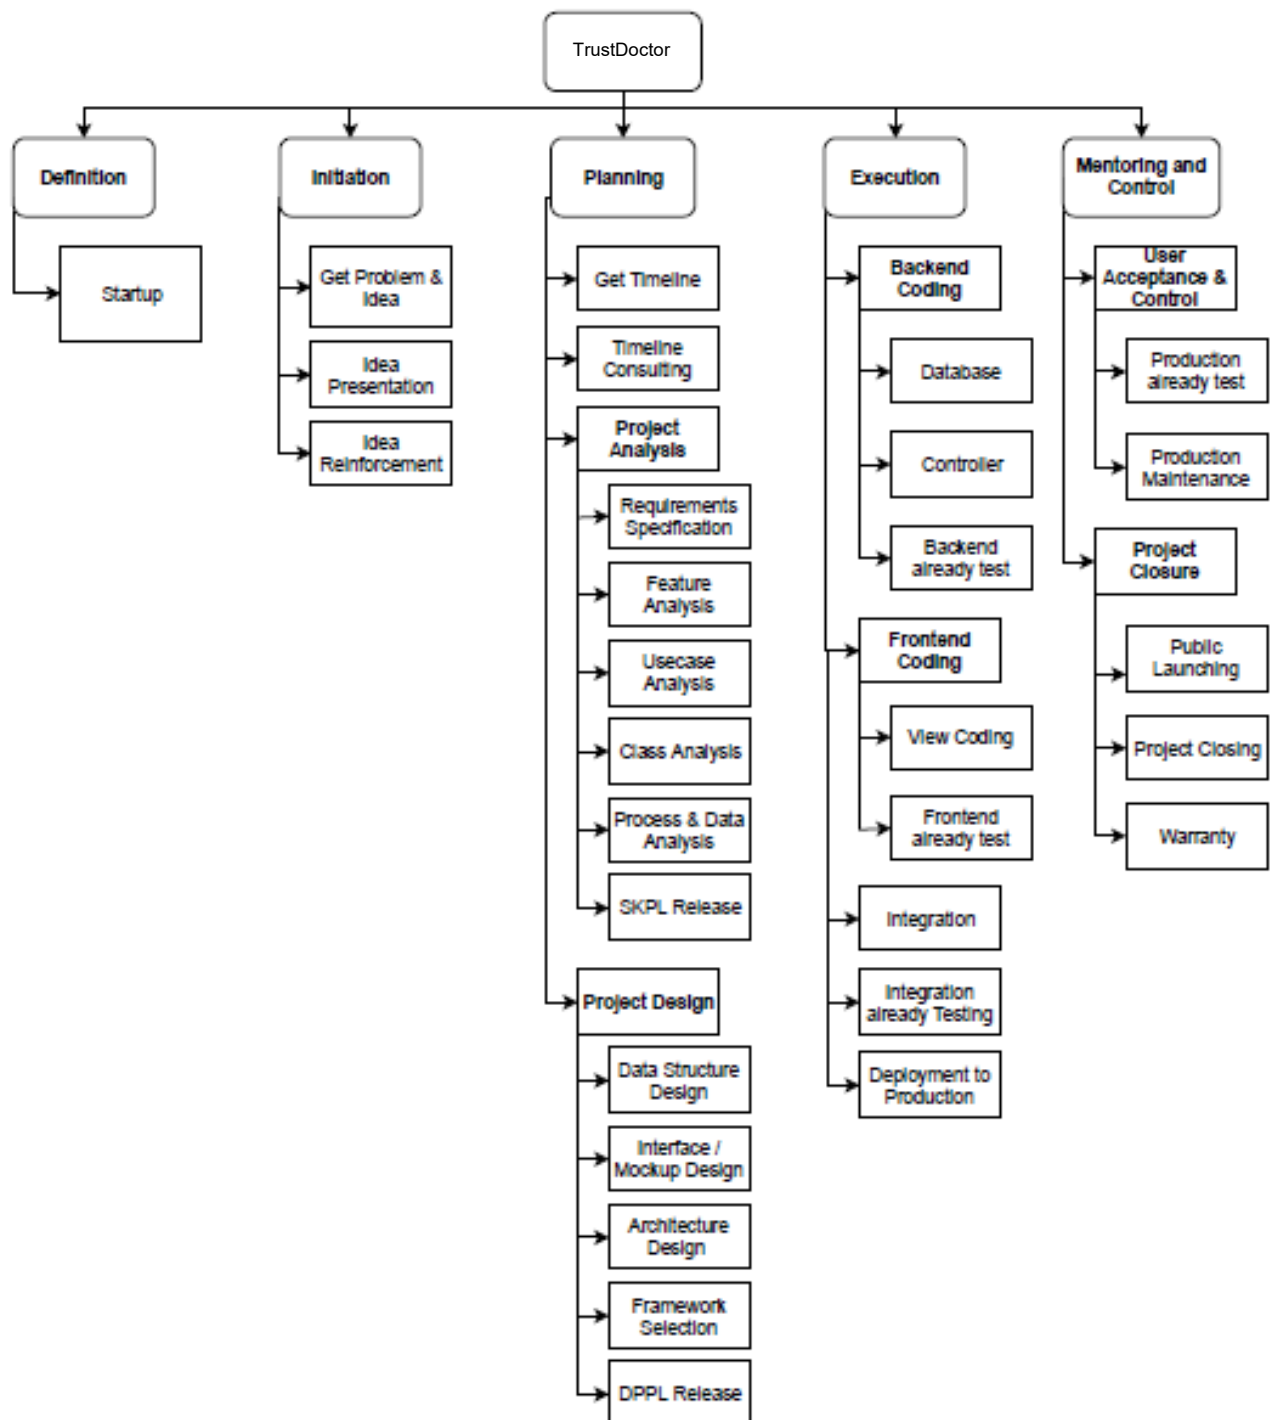 TrustDoctor
Definition
Startup
Initiation
Get Problem &
Idea
Idea
Presentation
Idea
Reinforcement
Planning
Get Timeline
Timeline
Consulting
Project
Analysis
Requirements
Specification
Feature
Analysis
Usecase
Analysis
Class Analysis
Process & Data
Analysis
SKPL Release
Project Design
Data Structure
Design
Interface /
Mockup Design
Architecture
Design
Framework
Selection
DPPL Release
Execution
Backend
Coding
Database
Controller
Backend
already test
Frontend
Coding
View Coding
Frontend
already test
Integration
Integration
already Testing
Deployment to
Production
Mentoring and
Control
User
Acceptance &
Control
Production
already test
Production
Maintenance
Project
Closure
Public
Launching
Project Closing
Warranty